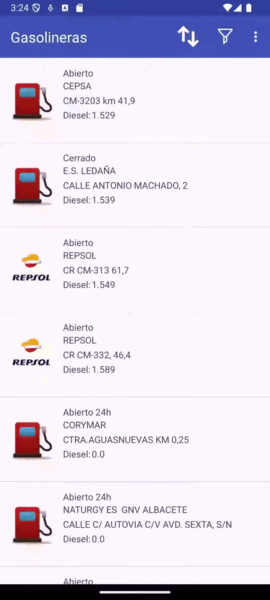 3:24
Gasolineras
Abierto
CEPSA
CM-3203 km 41,9
Diesel: 1.529
Cerrado
E.S. LEDAÑA
CALLE ANTONIO MACHADO, 2
Diesel: 1.539
Abierto
REPSOL
CR CM-313 61,7
Diesel: 1.549
REPSOL
Abierto
REPSOL
CR CM-332, 46,4
Diesel: 1.589
REPSOL
Abierto 24h
CORYMAR
CTRA.AGUASNUEVAS KM 0,25
Diesel: 0.0
Abierto 24h
NATURGY ES  GNV ALBACETE
CALLE C/ AUTOVIA C/V AVD. SEXTA, S/N
Diesel: 0.0
Abierto